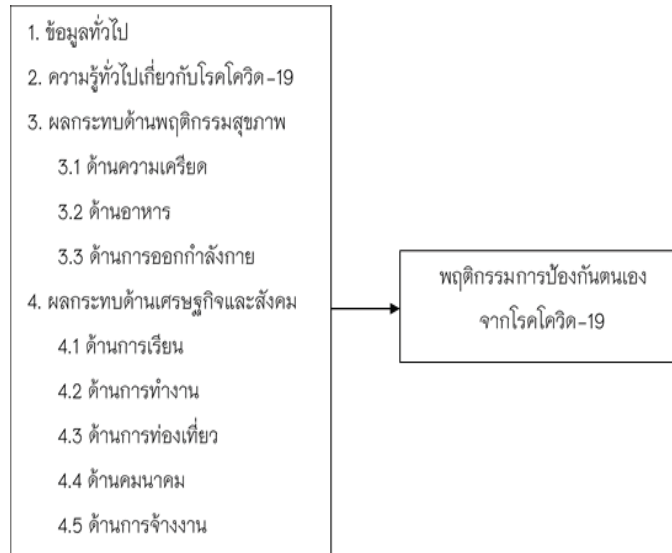 1. ข้อมูลทั่วไป
2. ความรู้ทั่วไปเกี่ยวกับโรคโควิด-19
3. ผลกระทบด้านพฤติกรรมสุขภาพ
3.1 ด้านความเครียด
3.2 ด้านอาหาร
3.3 ด้านการออกกำลังกาย
4. ผลกระทบด้านเศรษฐกิจและสังคม
4.1 ด้านการเรียน
4.2 ด้านการทำงาน
4.3 ด้านการท่องเที่ยว
4.4 ด้านคมนาคม
4.5 ด้านการจ้างงาน
พฤติกรรมการป้องกันตนเอง
จากโรคโควิด-19